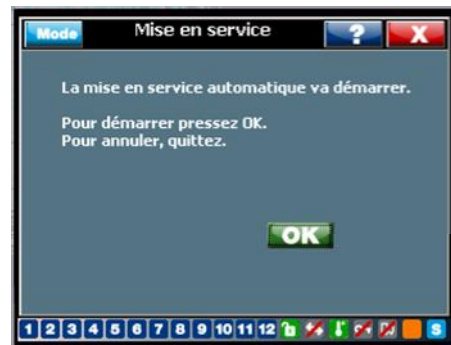 Mode Mise en service ? X
La mise en service automatique va démarrer.
Pour démarrer pressez OK.
Pour annuler, quittez.
OK
1 2 3 4 5 6 7 8 9 10 11 12 S